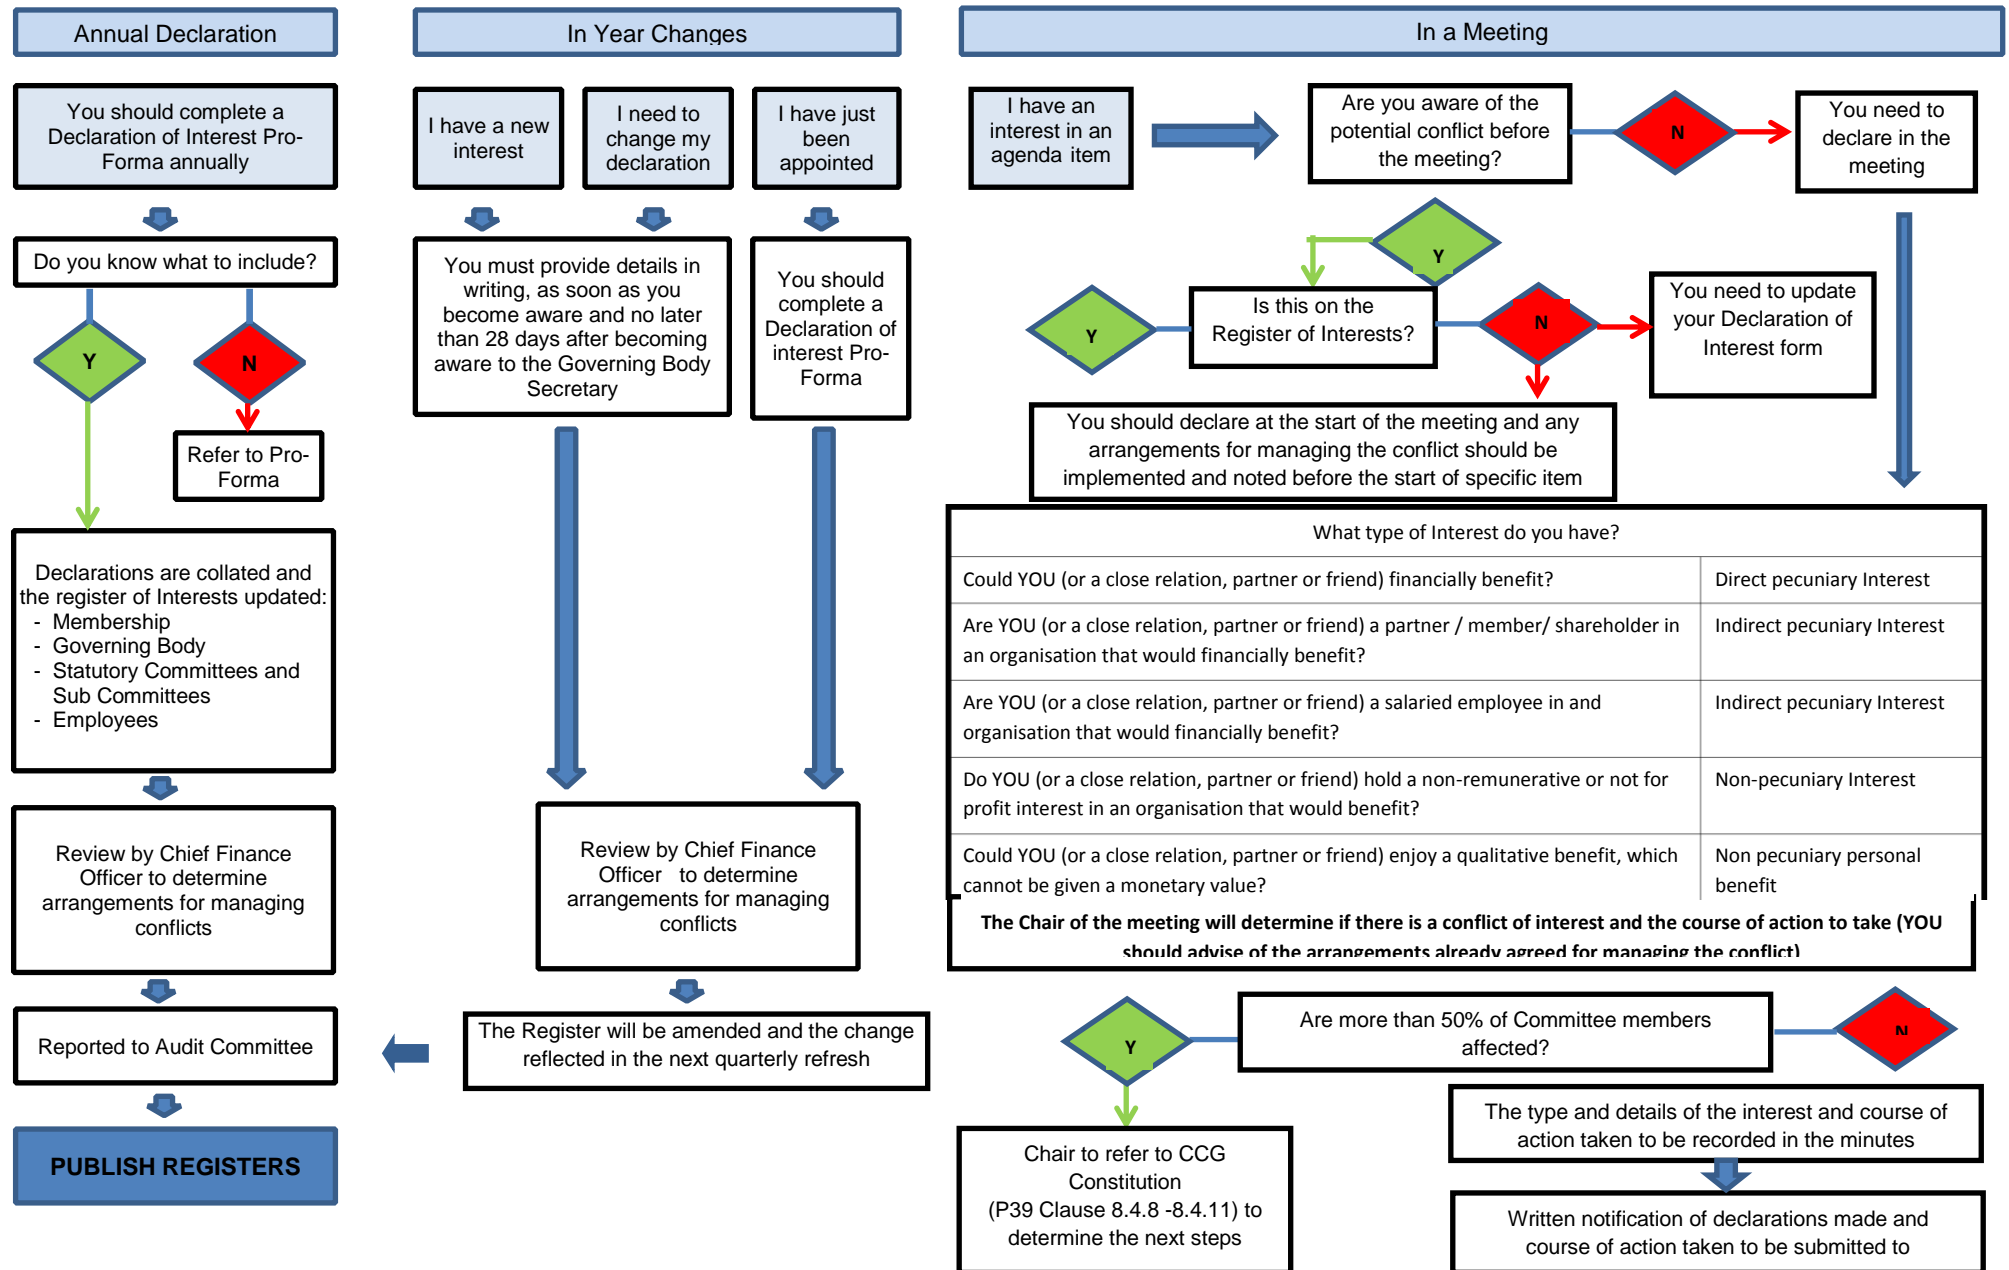 Annual Declaration
You should complete a
Declaration of Interest Pro-
Forma annually
Do you know what to include?
Y
N
Refer to Pro-
Forma
Declarations are collated and
the register of Interests updated:
- Membership
- Governing Body
- Statutory Committees and
Sub Committees
- Employees
Review by Chief Finance
Officer to determine
arrangements for managing
conflicts
Reported to Audit Committee
PUBLISH REGISTERS
In Year Changes
I have a new
interest
I need to
change my
declaration
I have just
been
appointed
You must provide details in
writing, as soon as you
become aware and no later
than 28 days after becoming
aware to the Governing Body
Secretary
You should
complete a
Declaration of
interest Pro-
Forma
Review by Chief Finance
Officer to determine
arrangements for managing
conflicts
The Register will be amended and the change
reflected in the next quarterly refresh
In a Meeting
I have an
interest in an
agenda item
Are you aware of the
potential conflict before
the meeting?
N
You need to
declare in the
meeting
Y
Y
Is this on the
Register of Interests?
N
You need to update
your Declaration of
Interest form
You should declare at the start of the meeting and any
arrangements for managing the conflict should be
implemented and noted before the start of specific item
What type of Interest do you have?
Could YOU (or a close relation, partner or friend) financially benefit?
Direct pecuniary Interest
Are YOU (or a close relation, partner or friend) a partner / member/ shareholder in
an organisation that would financially benefit?
Indirect pecuniary Interest
Are YOU (or a close relation, partner or friend) a salaried employee in and
organisation that would financially benefit?
Indirect pecuniary Interest
Do YOU (or a close relation, partner or friend) hold a non-remunerative or not for
profit interest in an organisation that would benefit?
Non-pecuniary Interest
Could YOU (or a close relation, partner or friend) enjoy a qualitative benefit, which
cannot be given a monetary value?
Non pecuniary personal
benefit
The Chair of the meeting will determine if there is a conflict of interest and the course of action to take (YOU
should advise of the arrangements already agreed for managing the conflict)
Y
Are more than 50% of Committee members
affected?
N
Chair to refer to CCG
Constitution
(P39 Clause 8.4.8 -8.4.11) to
determine the next steps
The type and details of the interest and course of
action taken to be recorded in the minutes
Written notification of declarations made and
course of action taken to be submitted to